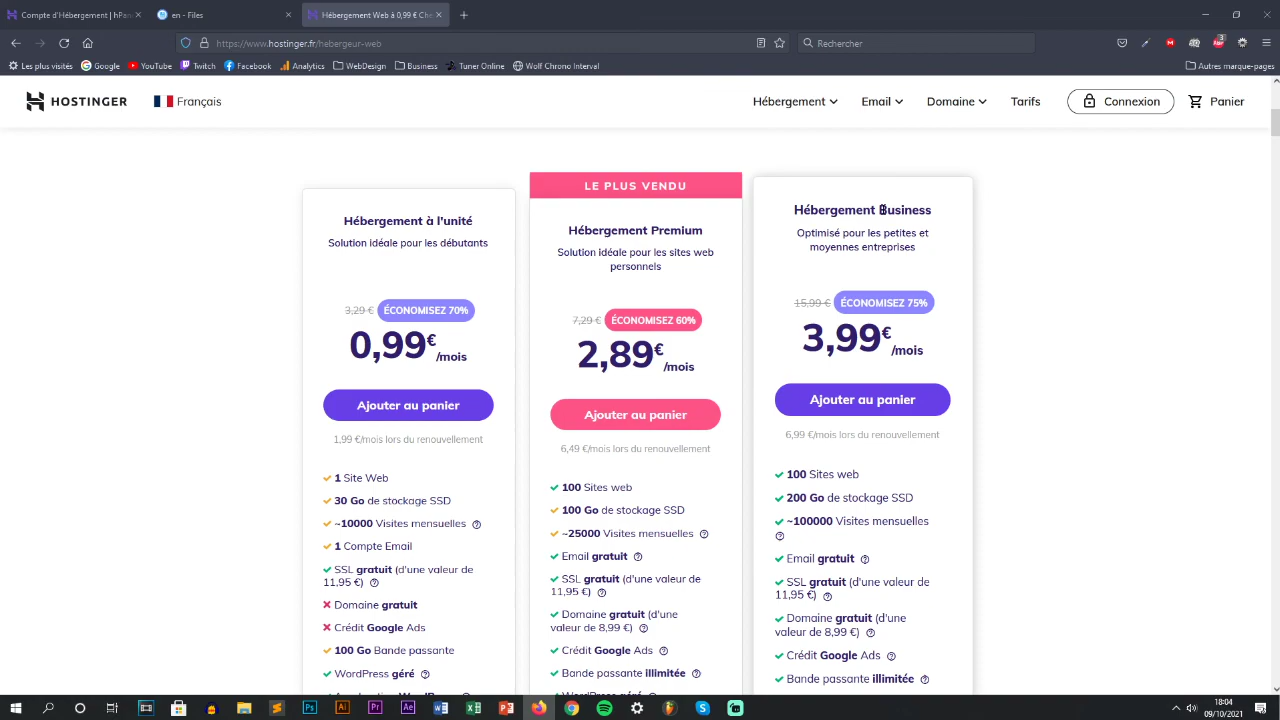 Compte d'Hébergement | hPan
en - Files
Hébergement Web à 0,99 € Che
https://www.hostinger.fr/hebergeur-web
Rechercher
Les plus visités
Google
YouTube
Twitch
Facebook
Analytics
WebDesign
Business
Tuner Online
Wolf Chrono Interval
Autres marque-pages
HOSTINGER
Français
Hébergement
Email
Domaine
Tarifs
Connexion
Panier
Hébergement à l'unité
Solution idéale pour les débutants
3,29 € ÉCONOMISEZ 70%
0,99€/mois
Ajouter au panier
1,99 €/mois lors du renouvellement
1 Site Web
30 Go de stockage SSD
~10000 Visites mensuelles
1 Compte Email
SSL gratuit (d'une valeur de
11,95 €)
Domaine gratuit
Crédit Google Ads
100 Go Bande passante
WordPress géré
LE PLUS VENDU
Hébergement Premium
Solution idéale pour les sites web
personnels
7,29 € ÉCONOMISEZ 60%
2,89€/mois
Ajouter au panier
6,49 €/mois lors du renouvellement
100 Sites web
100 Go de stockage SSD
~25000 Visites mensuelles
Email gratuit
SSL gratuit (d'une valeur de
11,95 €)
Domaine gratuit (d'une
valeur de 8,99 €)
Crédit Google Ads
Bande passante illimitée
Hébergement Business
Optimisé pour les petites et
moyennes entreprises
15,99 € ÉCONOMISEZ 75%
3,99€/mois
Ajouter au panier
6,99 €/mois lors du renouvellement
100 Sites web
200 Go de stockage SSD
~100000 Visites mensuelles
Email gratuit
SSL gratuit (d'une valeur de
11,95 €)
Domaine gratuit (d'une
valeur de 8,99 €)
Crédit Google Ads
Bande passante illimitée
Ps
Ai
Pr
Ae
18:04
09/10/2021